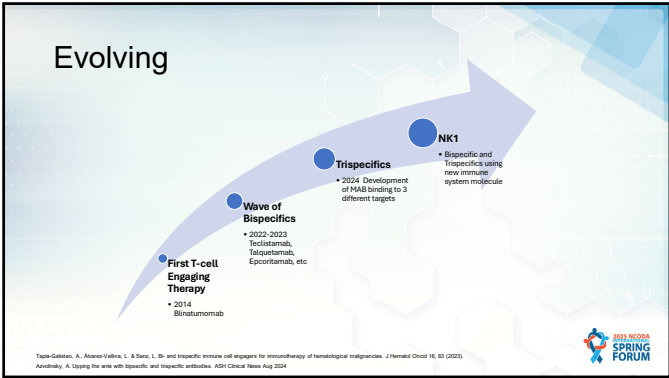 Evolving
NK1
• Bispecific and
Trispecifics using
new immune
system molecule
Trispecifics
• 2024 Development
of MAB binding to 3
different targets
Wave of
Bispecifics
• 2022-2023
Teclistamab,
Talquetamab,
Epcoritamab, etc
First T-cell
Engaging
Therapy
• 2014
Blinatumomab
Tapia-Galisteo, A., Álvarez-Vallina, L. & Sanz, L. Bi- and trispecific immune cell engagers for immunotherapy of hematological malignancies. J Hematol Oncol 16, 83 (2023).
Azvolinsky, A. Upping the ante with bipsecific and trispecific antibodies. ASH Clinical News Aug 2024
2025 NCODA
INTERNATIONAL
SPRING
FORUM